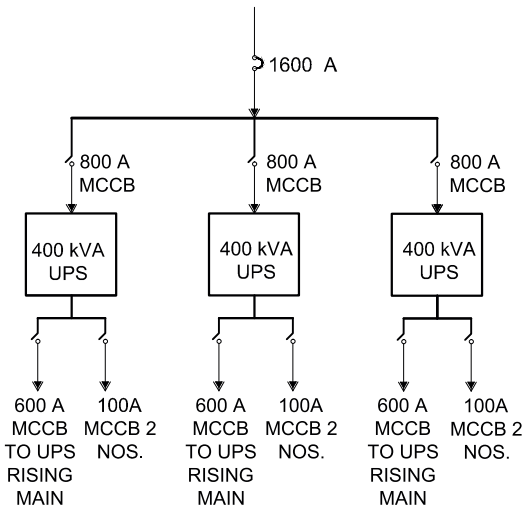 1600 A
800 A
MCCB
800 A
MCCB
800 A
MCCB
400 kVA
UPS
400 kVA
UPS
400 kVA
UPS
600 A
MCCB
TO UPS
RISING
MAIN
100A
MCCB 2
NOS.
600 A
MCCB
TO UPS
RISING
MAIN
100A
MCCB 2
NOS.
600 A
MCCB
TO UPS
RISING
MAIN
100A
MCCB 2
NOS.